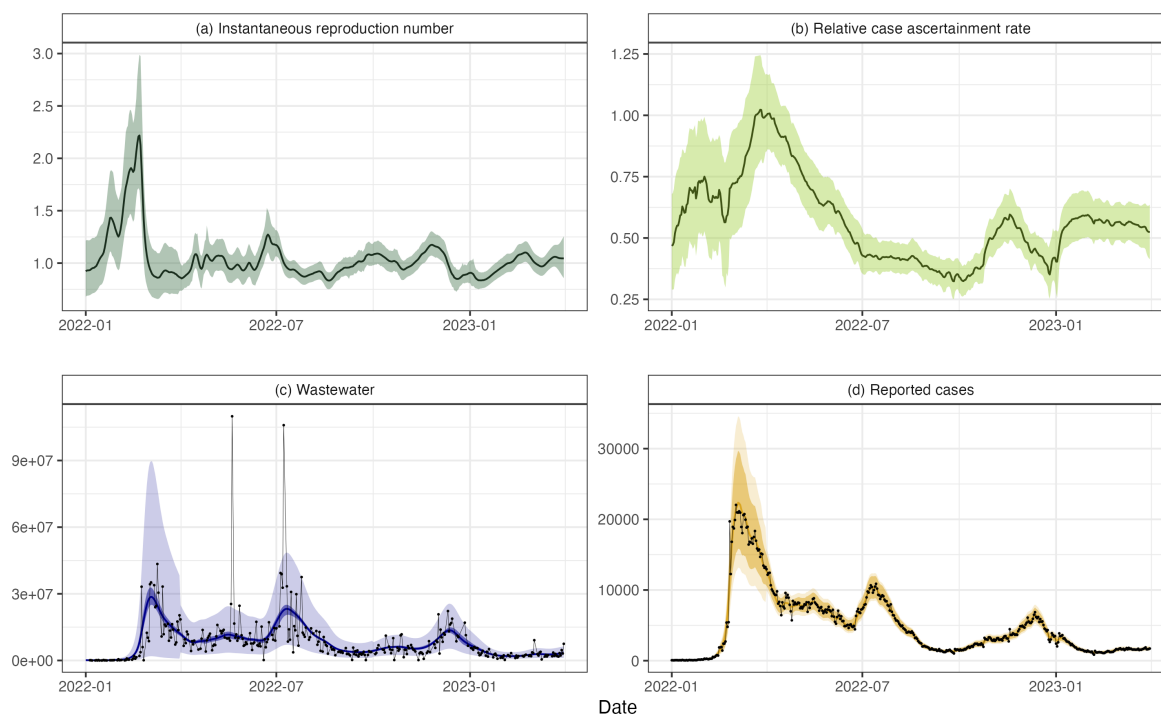 (a) Instantaneous reproduction number
3.0
2.5
2.0
1.5
1.0
2022-01 2022-07 2023-01
(b) Relative case ascertainment rate
1.25
1.00
0.75
0.50
0.25
2022-01 2022-07 2023-01
(c) Wastewater
9e+07
6e+07
3e+07
0e+00
2022-01 2022-07 2023-01
(d) Reported cases
30000
20000
10000
0
2022-01 2022-07 2023-01
Date